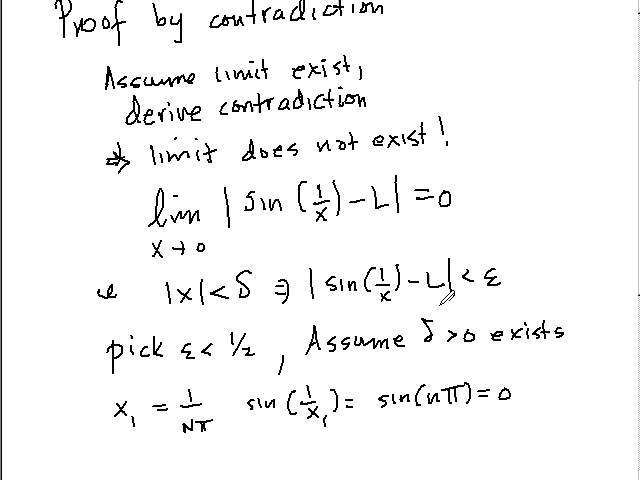 Proof by contradiction
Assume limit exist,
derive contradiction
⇒ limit does not exist!
lim | sin (1/x) - L | = 0
x → 0
ie |x| < δ ⇒ | sin(1/x) - L | < ε
pick ε < 1/2, Assume δ > 0 exists
x₁ = 1/nπ sin (1/x₁) = sin(nπ) = 0